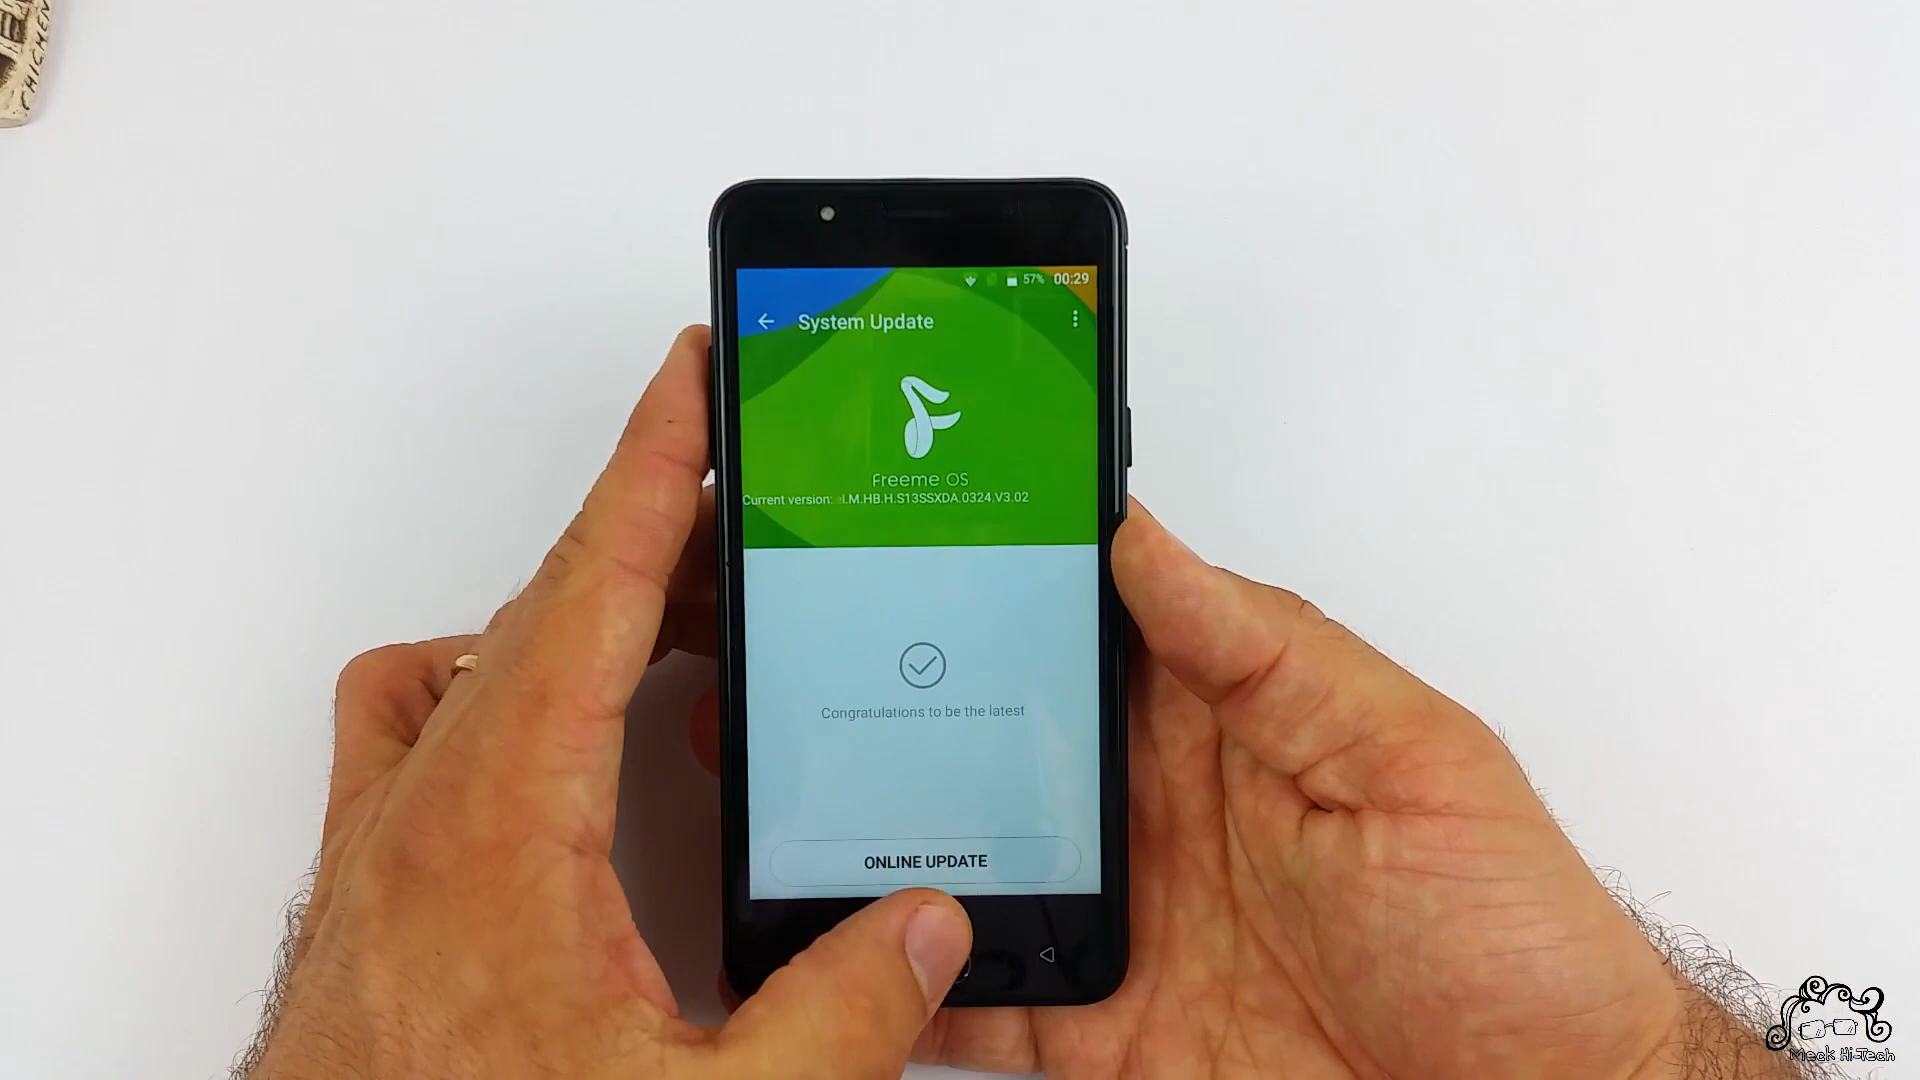 CHICHEN
57% 00:29
System Update
Freeme OS
Current version: I.M.HB.H.S13SSXDA.0324.V3.02
Congratulations to be the latest
ONLINE UPDATE
Meck Hi-Tech